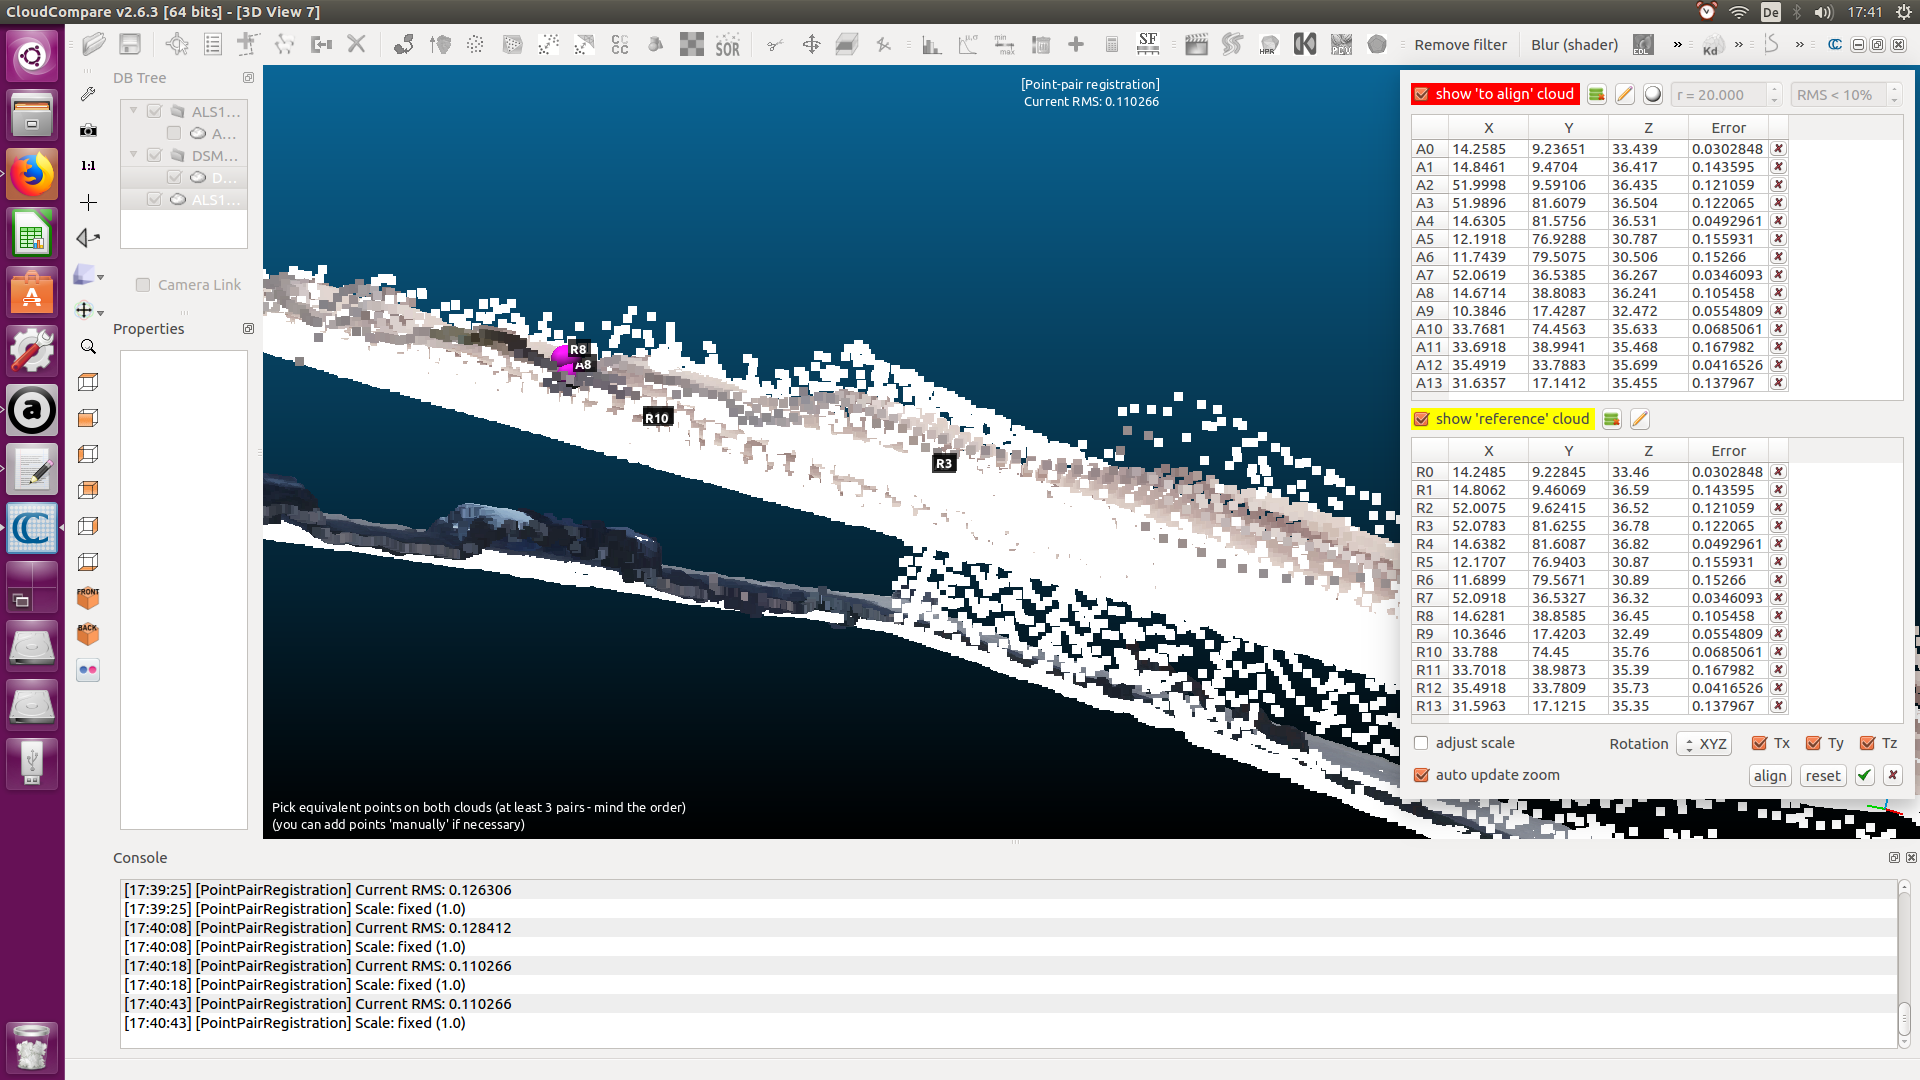 CloudCompare v2.6.3 [64 bits] - [3D View 7]
De
17:41
1:1
FRONT
BACK
CC
CC
SOR
min
max
SF
HPR
PCV
Remove filter
Blur (shader)
EDL
»
Kd
»
»
DB Tree
ALS1...
A...
DSM...
D...
ALS1...
Camera Link
Properties
[Point-pair registration]
Current RMS: 0.110266
R8
A8
R10
R3
Pick equivalent points on both clouds (at least 3 pairs - mind the order)
(you can add points 'manually' if necessary)
show 'to align' cloud
r = 20.000
RMS < 10%
X Y Z Error
A0 14.2585 9.23651 33.439 0.0302848
A1 14.8461 9.4704 36.417 0.143595
A2 51.9998 9.59106 36.435 0.121059
A3 51.9896 81.6079 36.504 0.122065
A4 14.6305 81.5756 36.531 0.0492961
A5 12.1918 76.9288 30.787 0.155931
A6 11.7439 79.5075 30.506 0.15266
A7 52.0619 36.5385 36.267 0.0346093
A8 14.6714 38.8083 36.241 0.105458
A9 10.3846 17.4287 32.472 0.0554809
A10 33.7681 74.4563 35.633 0.0685061
A11 33.6918 38.9941 35.468 0.167982
A12 35.4919 33.7883 35.699 0.0416526
A13 31.6357 17.1412 35.455 0.137967
show 'reference' cloud
X Y Z Error
R0 14.2485 9.22845 33.46 0.0302848
R1 14.8062 9.46069 36.59 0.143595
R2 52.0075 9.62415 36.52 0.121059
R3 52.0783 81.6255 36.78 0.122065
R4 14.6382 81.6087 36.82 0.0492961
R5 12.1707 76.9403 30.87 0.155931
R6 11.6899 79.5671 30.89 0.15266
R7 52.0918 36.5327 36.32 0.0346093
R8 14.6281 38.8585 36.45 0.105458
R9 10.3646 17.4203 32.49 0.0554809
R10 33.788 74.45 35.76 0.0685061
R11 33.7018 38.9873 35.39 0.167982
R12 35.4918 33.7809 35.73 0.0416526
R13 31.5963 17.1215 35.35 0.137967
adjust scale
Rotation
XYZ
Tx
Ty
Tz
auto update zoom
align
reset
Console
[17:39:25] [PointPairRegistration] Current RMS: 0.126306
[17:39:25] [PointPairRegistration] Scale: fixed (1.0)
[17:40:08] [PointPairRegistration] Current RMS: 0.128412
[17:40:08] [PointPairRegistration] Scale: fixed (1.0)
[17:40:18] [PointPairRegistration] Current RMS: 0.110266
[17:40:18] [PointPairRegistration] Scale: fixed (1.0)
[17:40:43] [PointPairRegistration] Current RMS: 0.110266
[17:40:43] [PointPairRegistration] Scale: fixed (1.0)